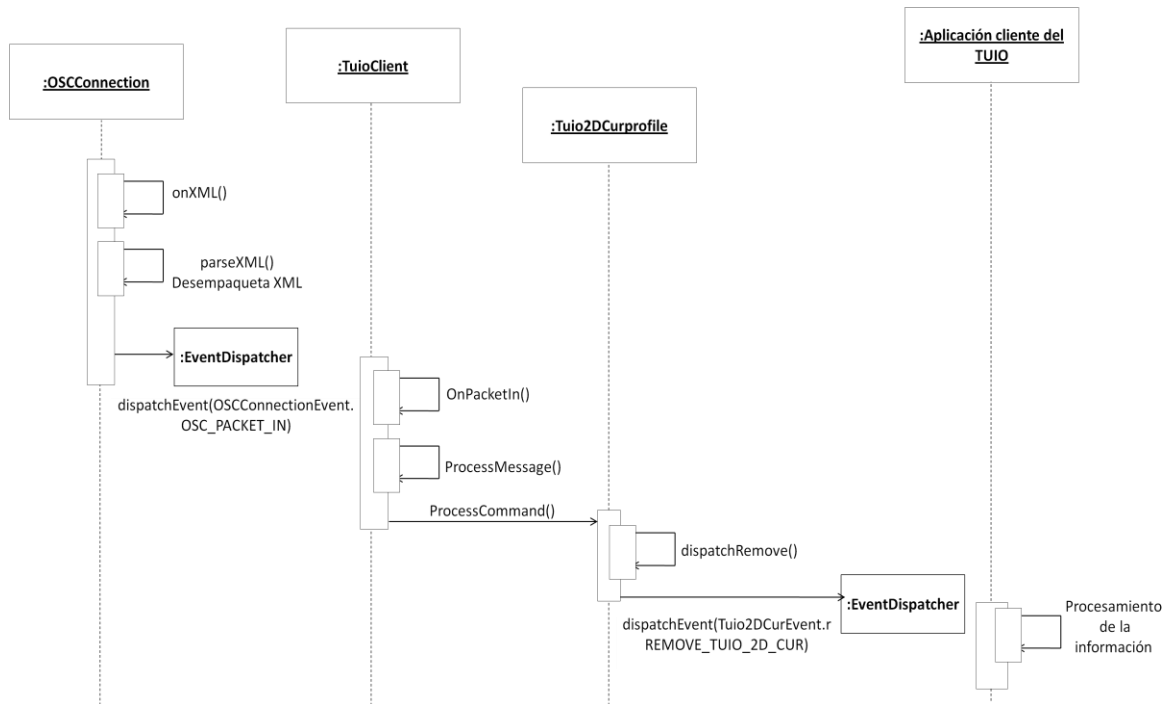 :OSCConnection
:TuioClient
:Tuio2DCurprofile
:Aplicación cliente del
TUIO
onXML()
parseXML()
Desempaqueta XML
:EventDispatcher
dispatchEvent(OSCConnectionEvent.
OSC_PACKET_IN)
OnPacketIn()
ProcessMessage()
ProcessCommand()
dispatchRemove()
:EventDispatcher
dispatchEvent(Tuio2DCurEvent.r
REMOVE_TUIO_2D_CUR)
Procesamiento
de la
información